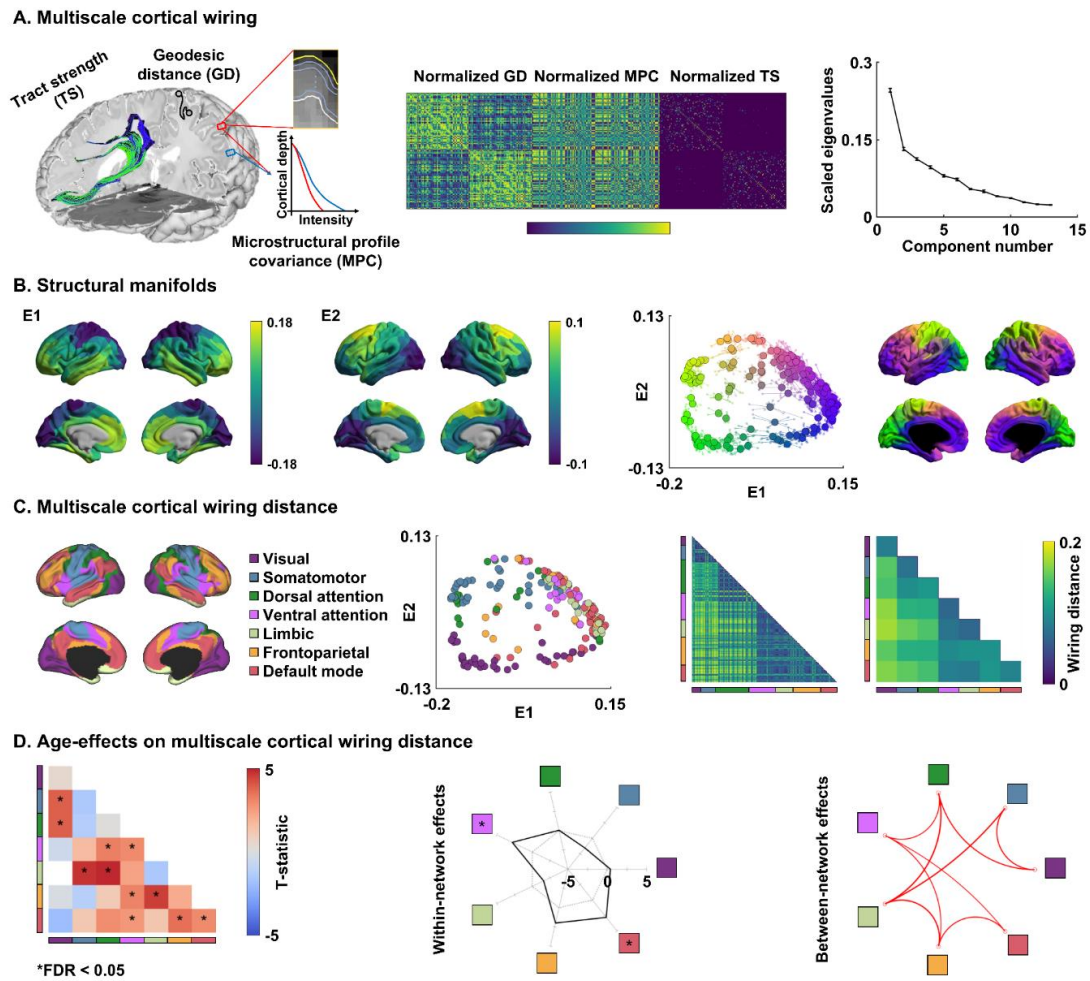 A. Multiscale cortical wiring
Tract strength
(TS)
Geodesic
distance (GD)
Cortical depth
Intensity
Microstructural profile
covariance (MPC)
Normalized GD
Normalized MPC
Normalized TS
Scaled eigenvalues
0.3
0.15
0
0
5
10
15
Component number
B. Structural manifolds
E1
0.18
-0.18
E2
0.1
-0.1
0.13
E2
-0.13
-0.2
0.15
E1
C. Multiscale cortical wiring distance
Visual
Somatomotor
Dorsal attention
Ventral attention
Limbic
Frontoparietal
Default mode
0.13
E2
-0.13
-0.2
0.15
E1
0.2
Wiring distance
0
D. Age-effects on multiscale cortical wiring distance
*
*
* *
* *
* *
* * *
5
T-statistic
-5
*FDR < 0.05
Within-network effects
*
-5 0 5
*
Between-network effects